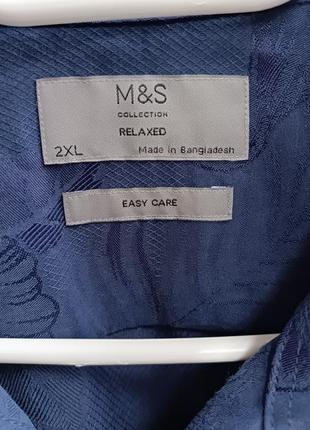 M&S
COLLECTION
RELAXED
2XL Made in Bangladesh
EASY CARE